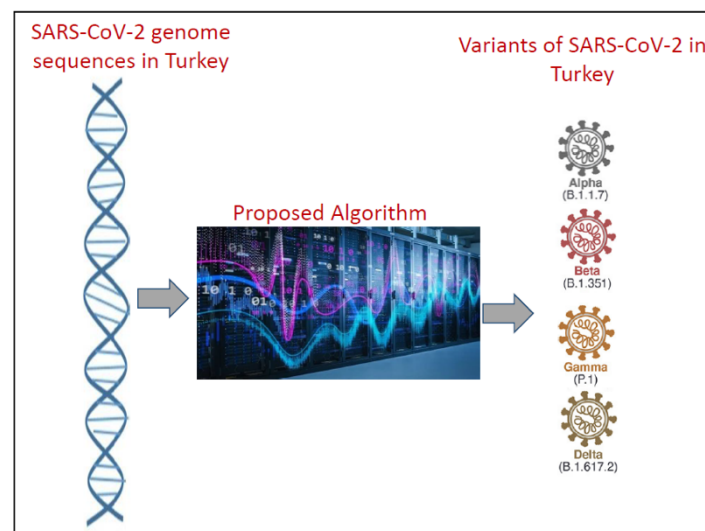 SARS-CoV-2 genome
sequences in Turkey
Variants of SARS-CoV-2 in
Turkey
Proposed Algorithm
Alpha
(B.1.1.7)
Beta
(B.1.351)
Gamma
(P.1)
Delta
(B.1.617.2)